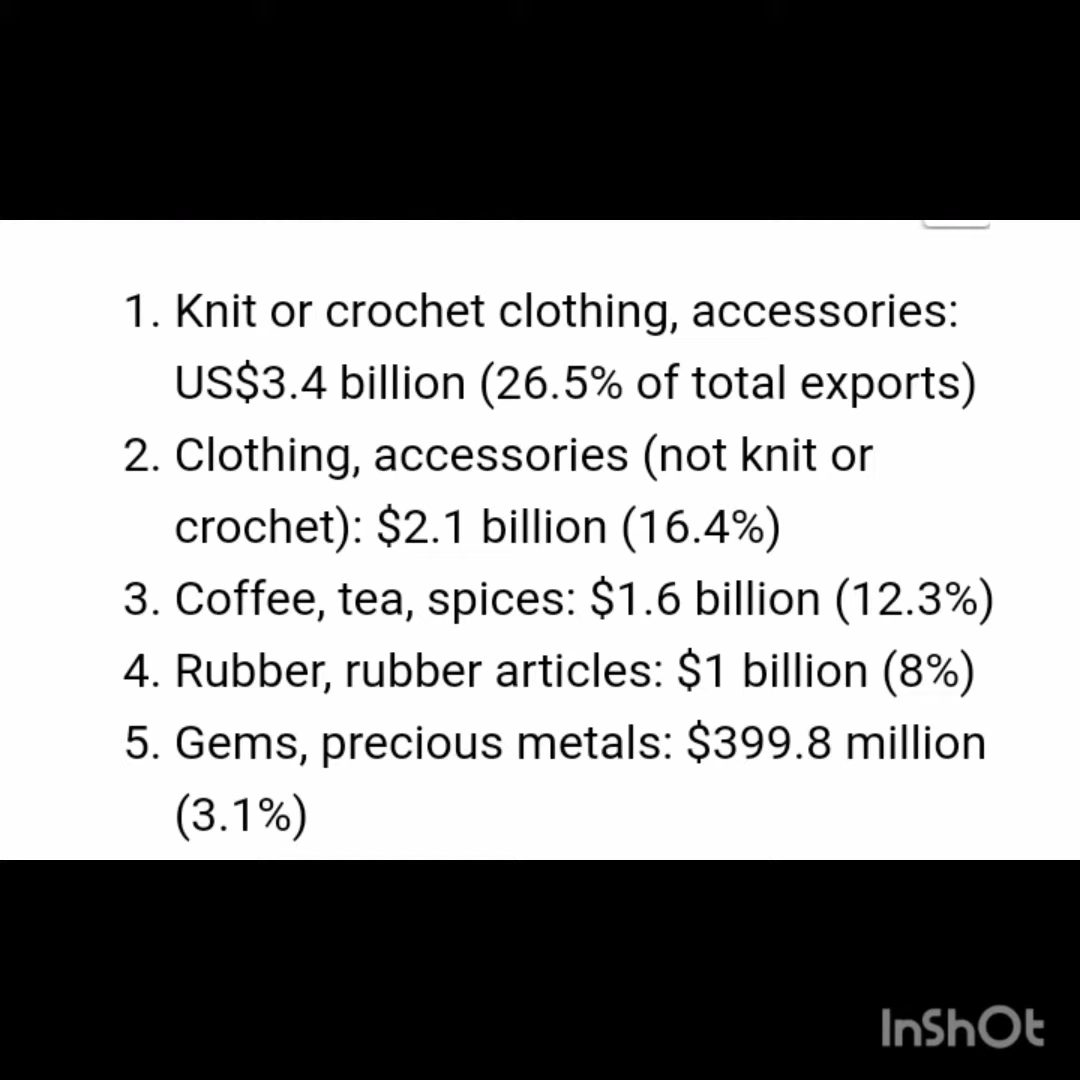 1. Knit or crochet clothing, accessories:
US$3.4 billion (26.5% of total exports)
2. Clothing, accessories (not knit or
crochet): $2.1 billion (16.4%)
3. Coffee, tea, spices: $1.6 billion (12.3%)
4. Rubber, rubber articles: $1 billion (8%)
5. Gems, precious metals: $399.8 million
(3.1%)
InShOt